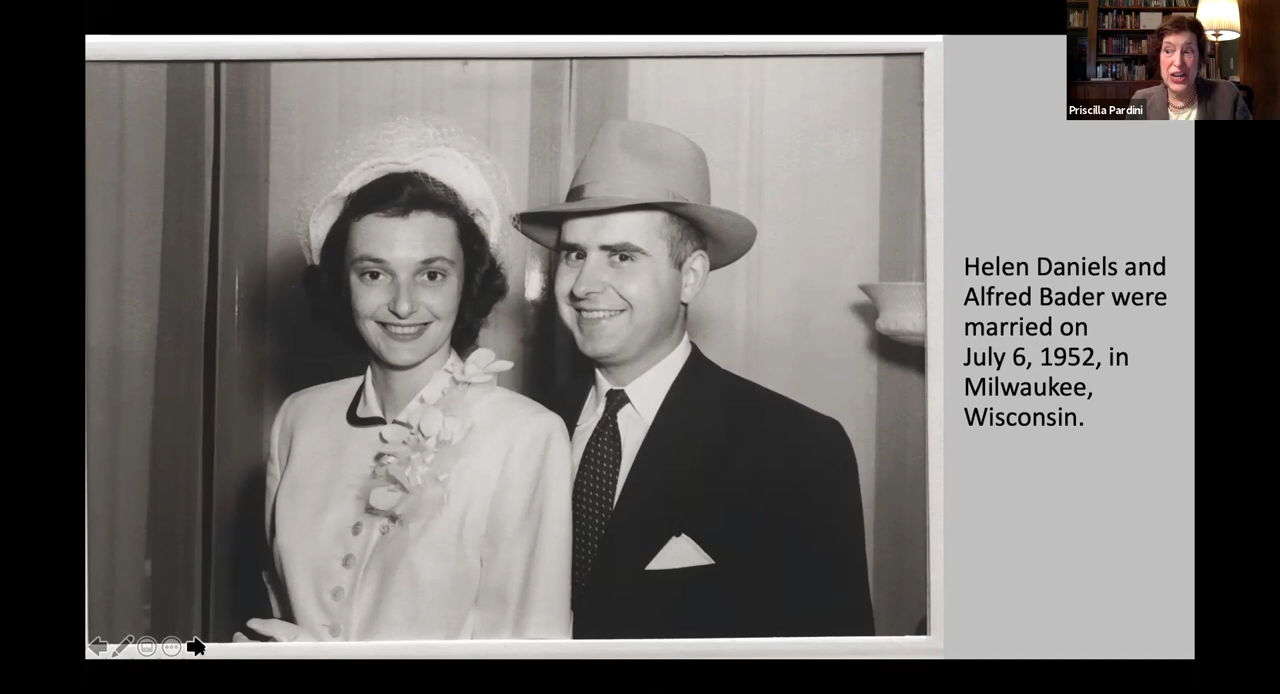 Priscilla Pardini
Helen Daniels and
Alfred Bader were
married on
July 6, 1952, in
Milwaukee,
Wisconsin.